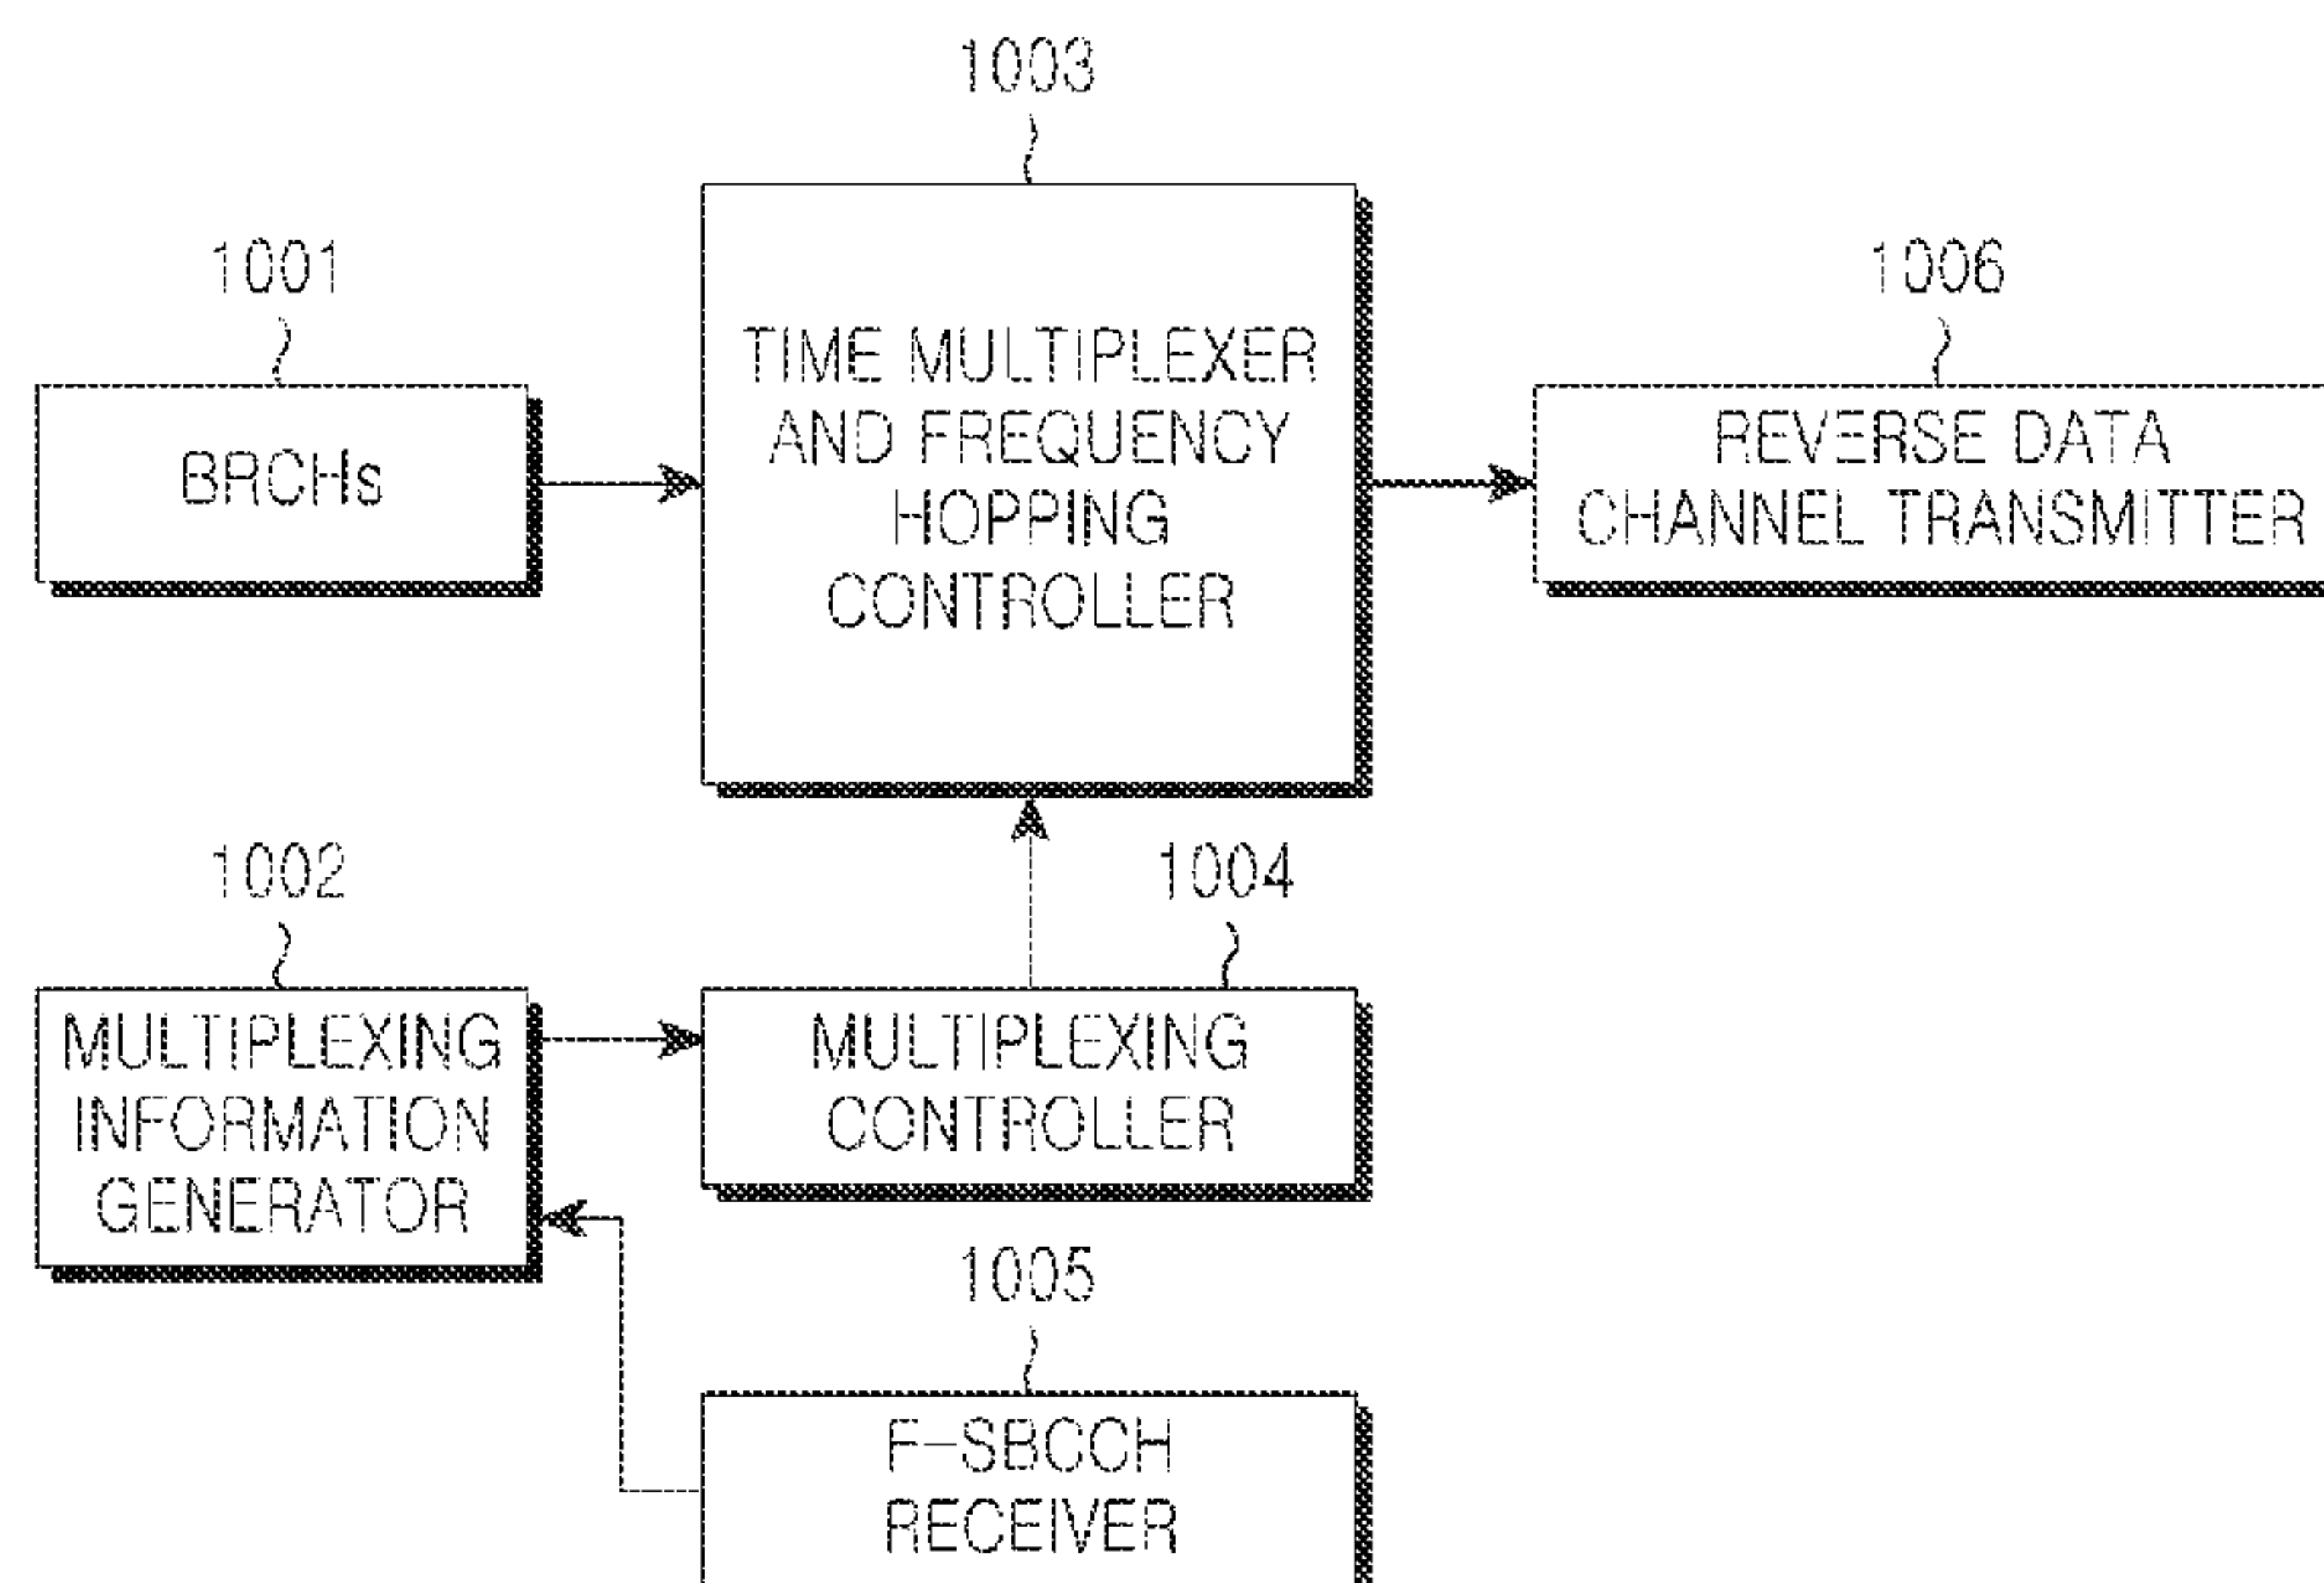 1003
1001
1006
TIME MULTIPLEXER
AND FREQUENCY
HOPPING
CONTROLLER
BRCHs
REVERSE DATA
CHANNEL TRANSMITTER
1002
1004
MULTIPLEXING
INFORMATION
GENERATOR
MULTIPLEXING
CONTROLLER
1005
F-SBCCH
RECEIVER